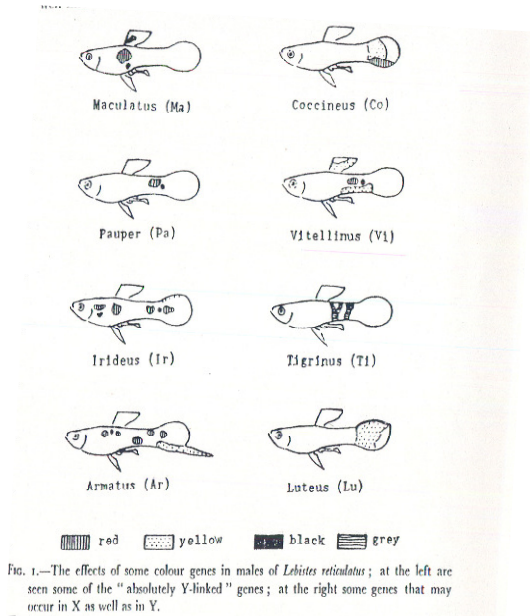 Maculatus (Ma)
Coccineus (Co)
Pauper (Pa)
Vitellinus (Vi)
Irideus (Ir)
Tigrinus (Ti)
Armatus (Ar)
Luteus (Lu)
red yellow black grey
FIG. 1.—The effects of some colour genes in males of Lebistes reticulatus; at the left are
seen some of the “ absolutely Y-linked ” genes; at the right some genes that may
occur in X as well as in Y.